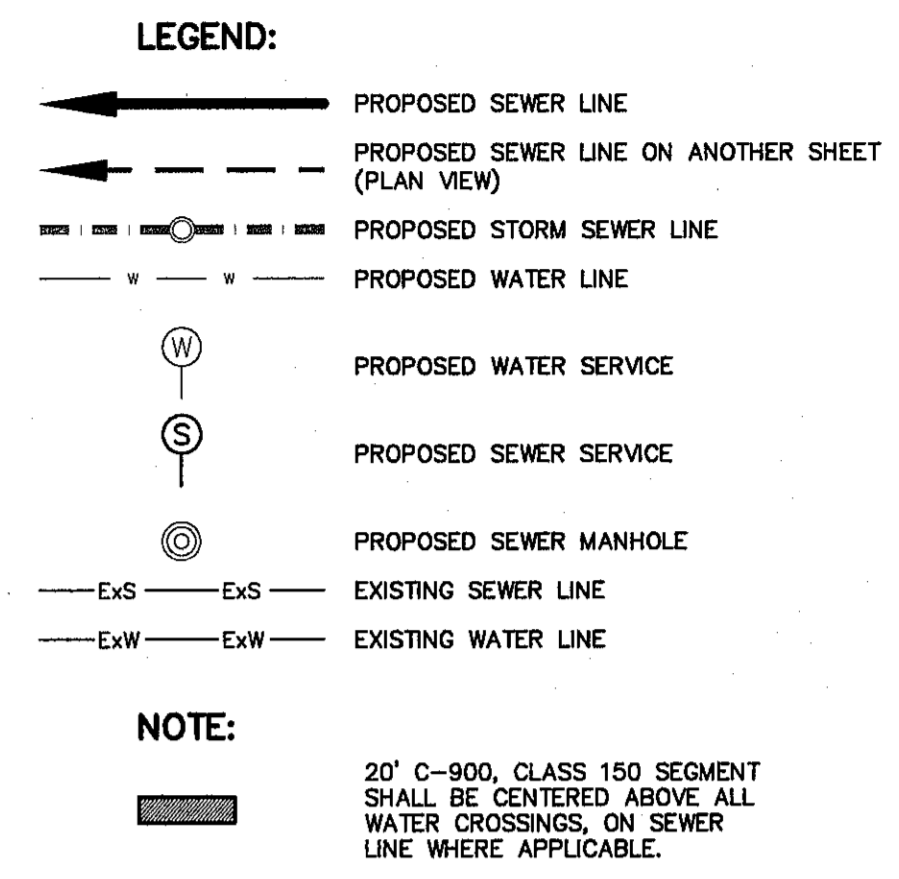 LEGEND:
PROPOSED SEWER LINE
PROPOSED SEWER LINE ON ANOTHER SHEET
(PLAN VIEW)
PROPOSED STORM SEWER LINE
W W PROPOSED WATER LINE
W
PROPOSED WATER SERVICE
S
PROPOSED SEWER SERVICE
PROPOSED SEWER MANHOLE
ExS ExS EXISTING SEWER LINE
ExW ExW EXISTING WATER LINE
NOTE:
20' C-900, CLASS 150 SEGMENT
SHALL BE CENTERED ABOVE ALL
WATER CROSSINGS, ON SEWER
LINE WHERE APPLICABLE.